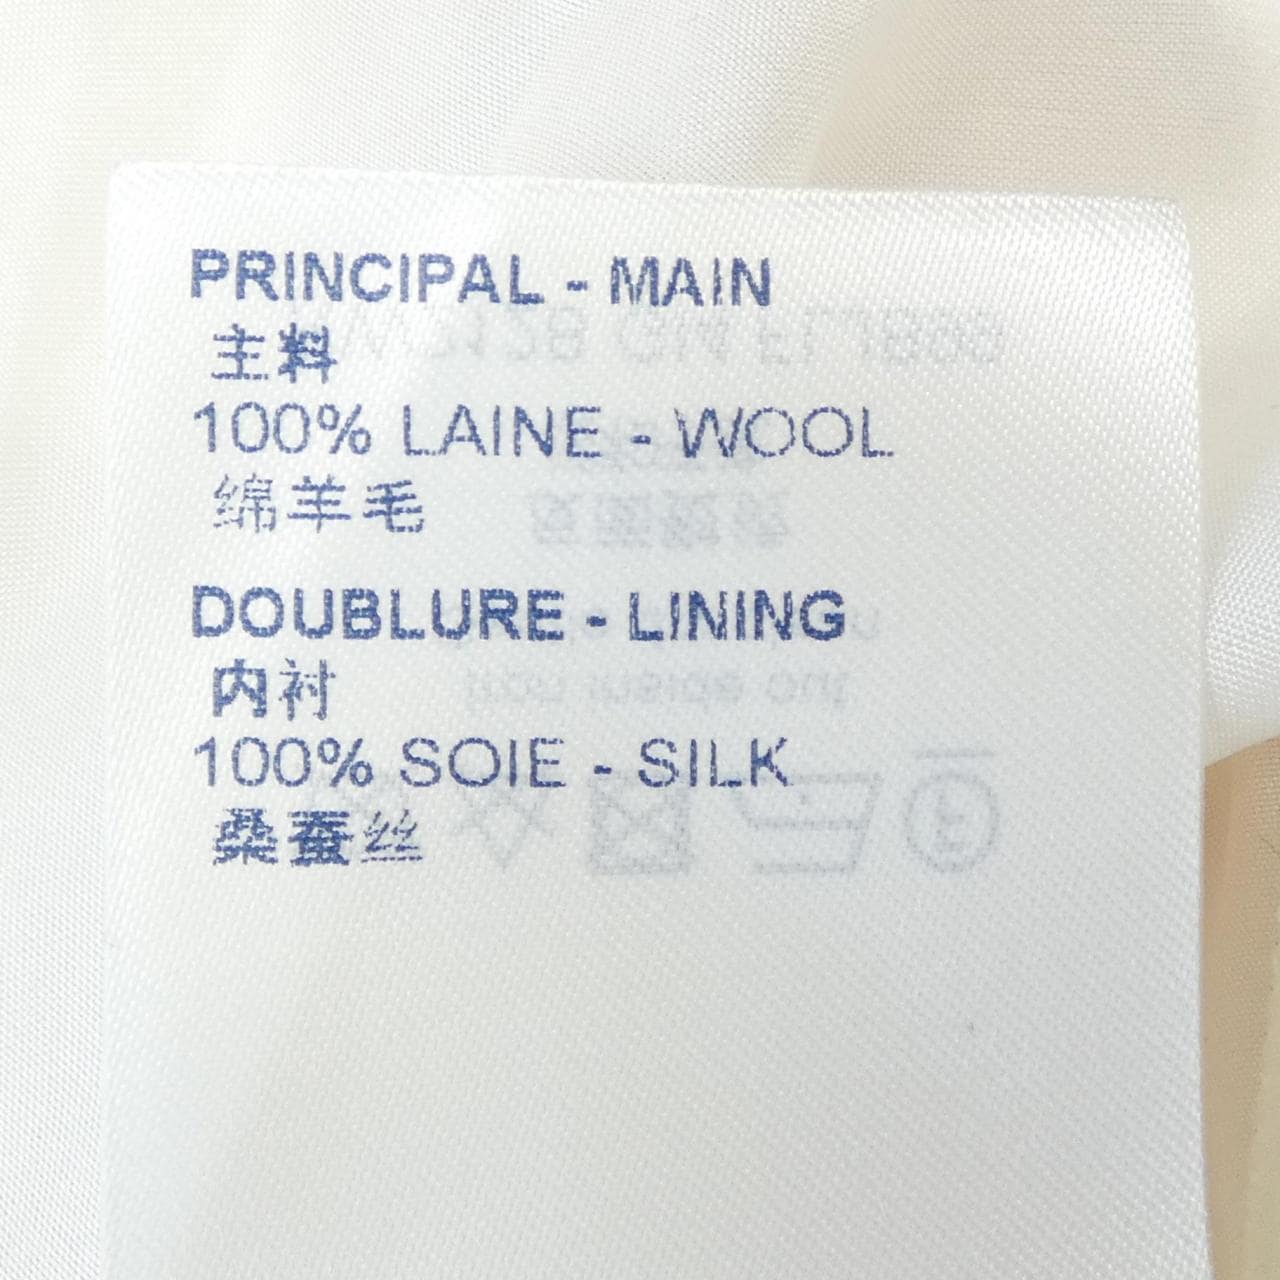 PRINCIPAL - MAIN
主料
100% LAINE - WOOL
绵羊毛
DOUBLURE - LINING
内衬
100% SOIE - SILK
桑蚕丝